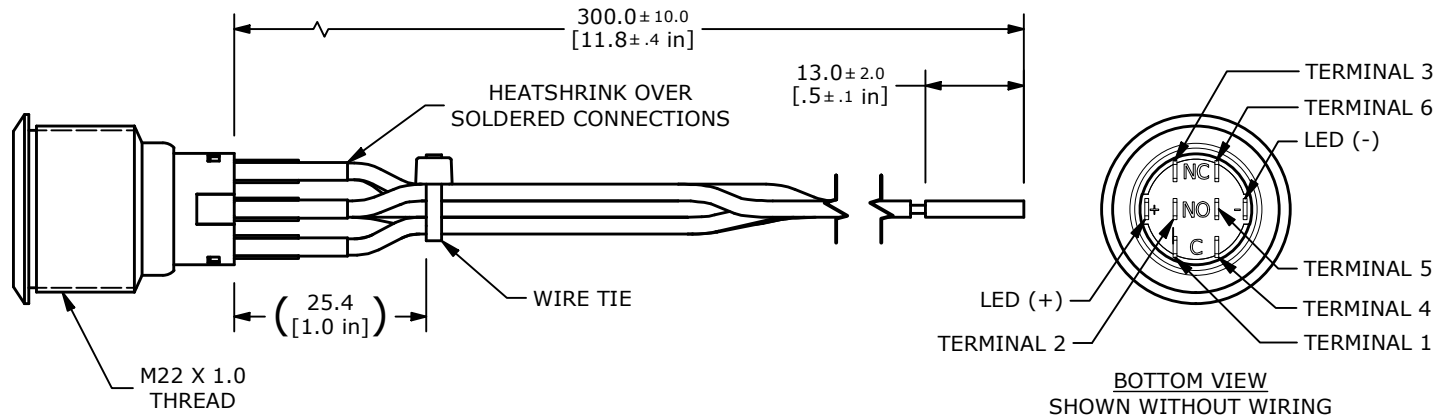 300.0±10.0
[11.8±.4 in]
13.0±2.0
[.5±.1 in]
HEATSHRINK OVER
SOLDERED CONNECTIONS
WIRE TIE
(25.4
[1.0 in])
M22 X 1.0
THREAD
TERMINAL 3
TERMINAL 6
LED (-)
NC
+ NO -
C
TERMINAL 5
LED (+)
TERMINAL 4
TERMINAL 2
TERMINAL 1
BOTTOM VIEW
SHOWN WITHOUT WIRING